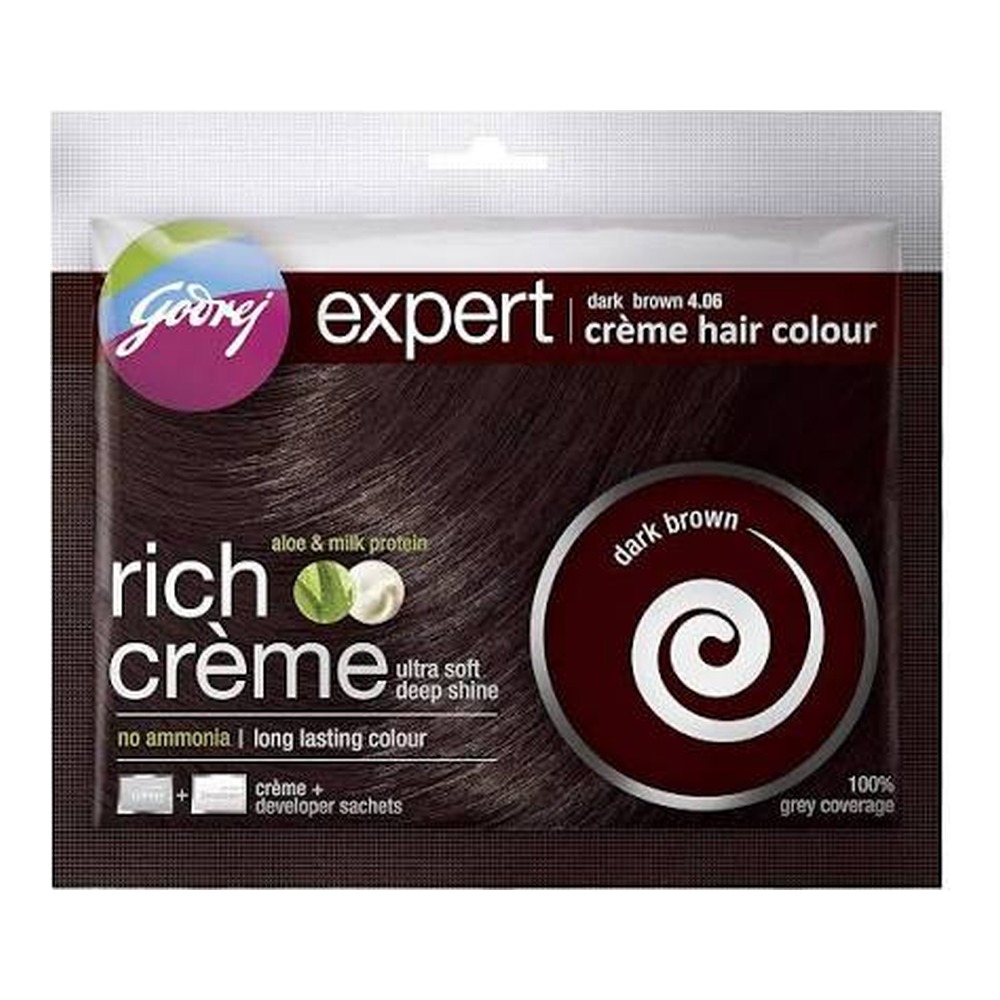 Godrej
expert
dark brown 4.06
crème hair colour
dark brown
aloe & milk protein
rich
crème
ultra soft
deep shine
no ammonia | long lasting colour
crème +
developer sachets
100%
grey coverage